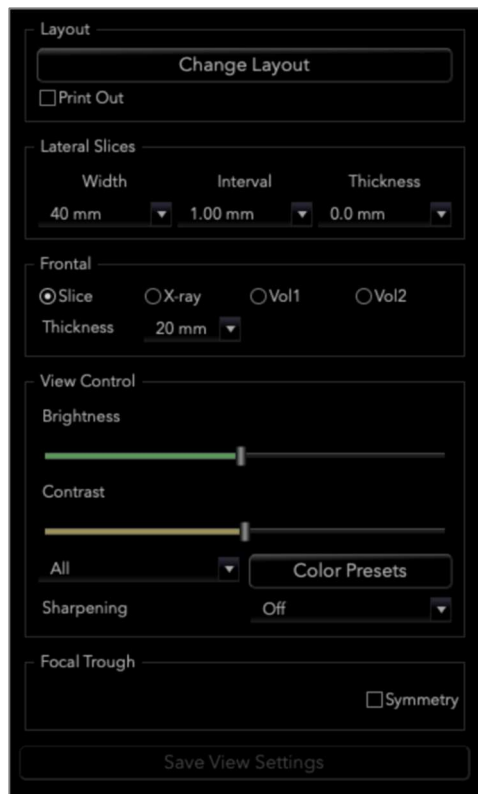 Layout
Change Layout
Print Out
Lateral Slices
Width Interval Thickness
40 mm 1.00 mm 0.0 mm
Frontal
Slice X-ray Vol1 Vol2
Thickness 20 mm
View Control
Brightness
Contrast
All Color Presets
Sharpening Off
Focal Trough
Symmetry
Save View Settings